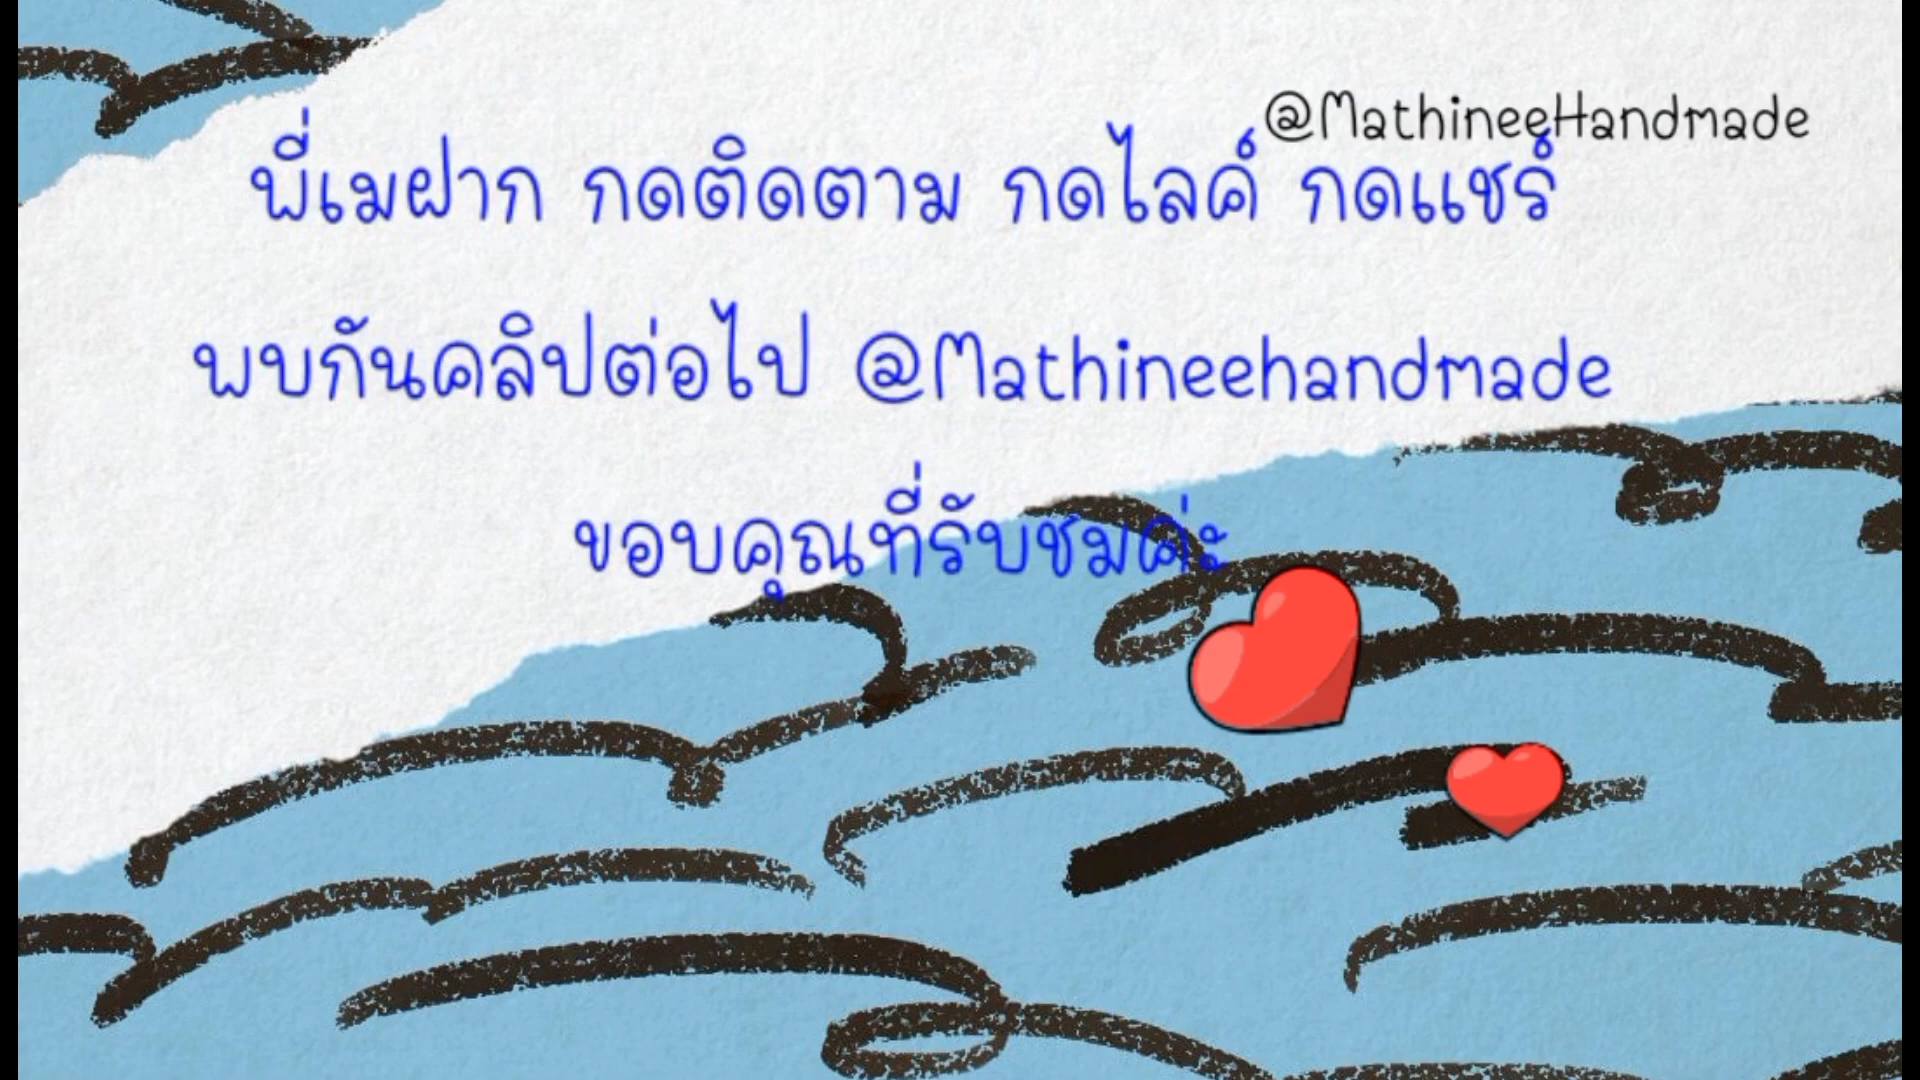 @MathineeHandmade
พี่เมฝาก กดติดตาม กดไลค์ กดแชร์
พบกันคลิปต่อไป @Mathineehandmade
ขอบคุณที่รับชมค่ะ